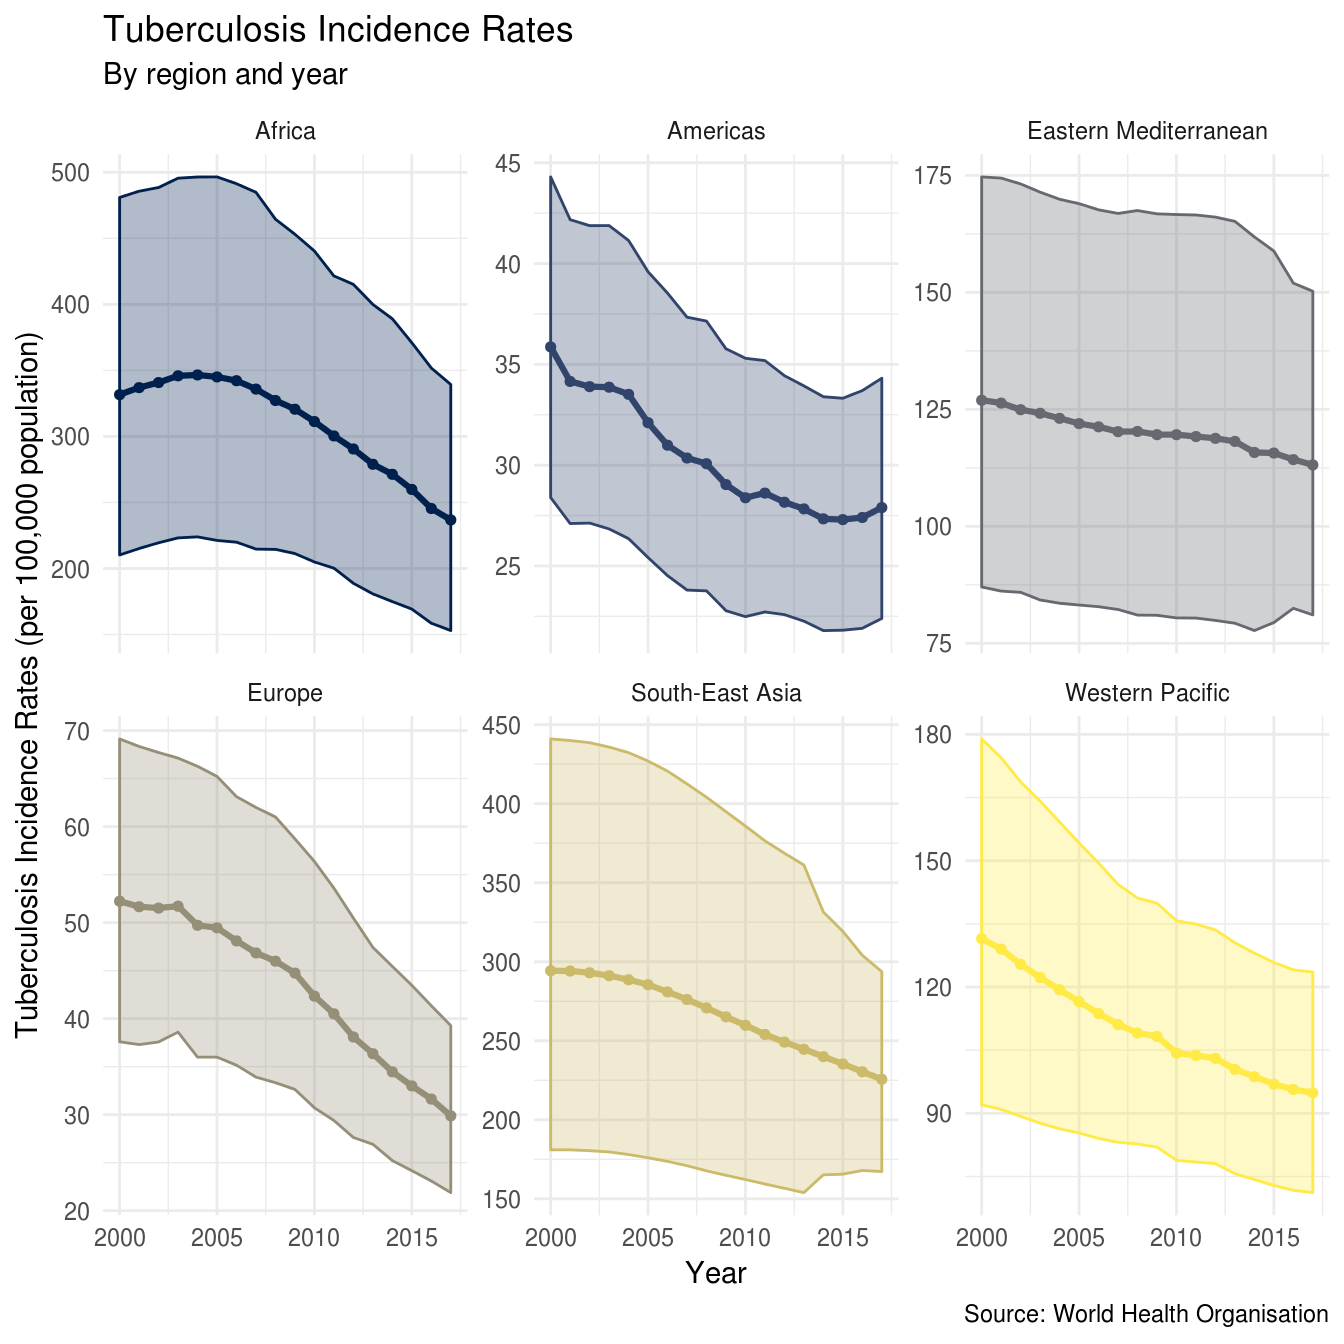 Tuberculosis Incidence Rates
By region and year
Tuberculosis Incidence Rates (per 100,000 population)
Africa
500
400
300
200
Americas
45
40
35
30
25
Eastern Mediterranean
175
150
125
100
75
Europe
70
60
50
40
30
20
2000 2005 2010 2015
South-East Asia
450
400
350
300
250
200
150
2000 2005 2010 2015
Western Pacific
180
150
120
90
2000 2005 2010 2015
Year
Source: World Health Organisation